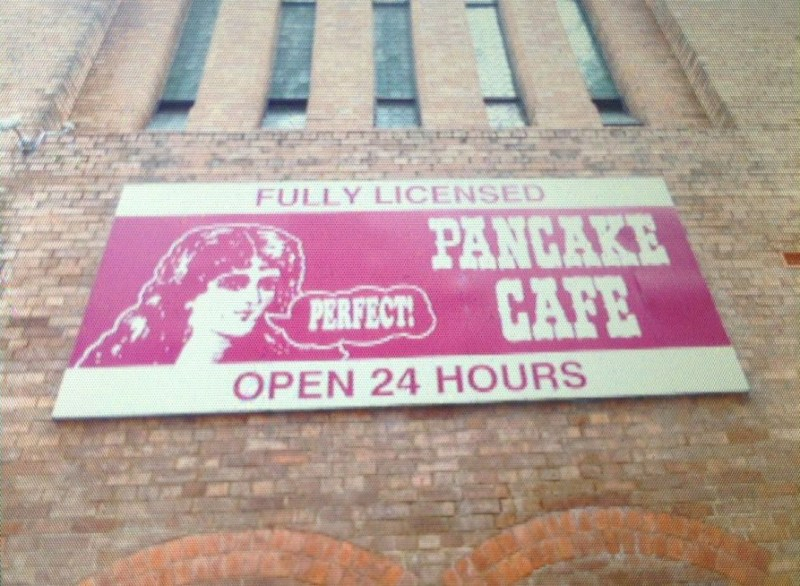 FULLY LICENSED
PANCAKE
CAFE
PERFECT!
OPEN 24 HOURS